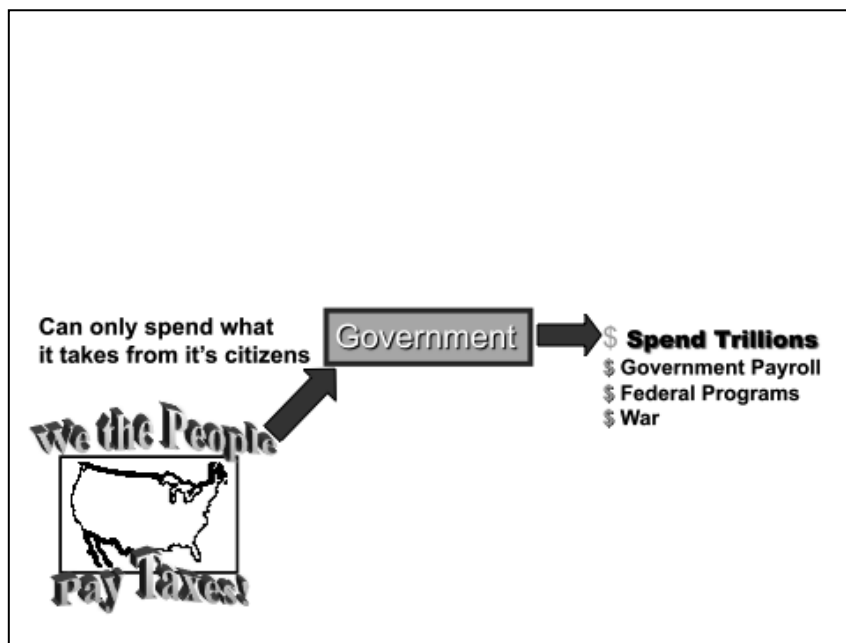 Can only spend what
it takes from it's citizens
Government
$ Spend Trillions
$ Government Payroll
$ Federal Programs
$ War
We the People
Pay Taxes!